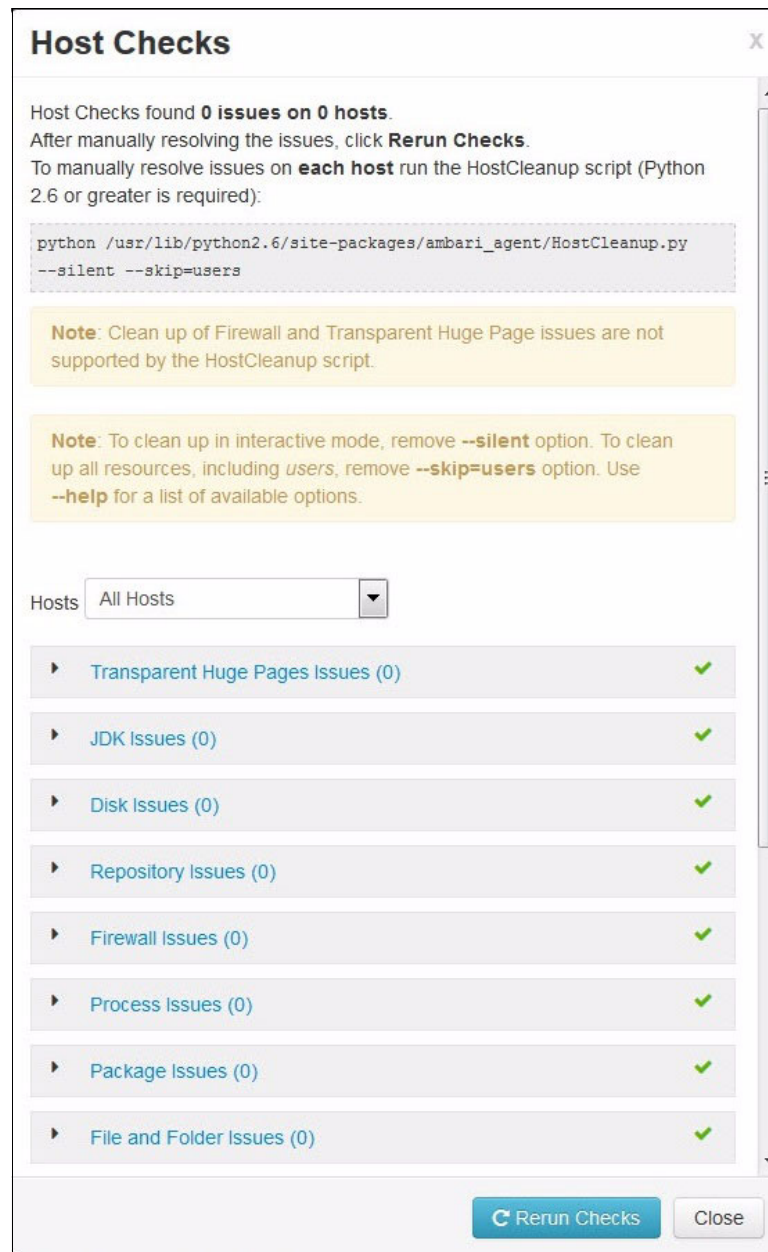 Host Checks
X
Host Checks found 0 issues on 0 hosts.
After manually resolving the issues, click Rerun Checks.
To manually resolve issues on each host run the HostCleanup script (Python
2.6 or greater is required):
python /usr/lib/python2.6/site-packages/ambari_agent/HostCleanup.py
--silent --skip=users
Note: Clean up of Firewall and Transparent Huge Page issues are not
supported by the HostCleanup script.
Note: To clean up in interactive mode, remove --silent option. To clean
up all resources, including users, remove --skip=users option. Use
--help for a list of available options.
Hosts All Hosts
Transparent Huge Pages Issues (0)
JDK Issues (0)
Disk Issues (0)
Repository Issues (0)
Firewall Issues (0)
Process Issues (0)
Package Issues (0)
File and Folder Issues (0)
Rerun Checks Close